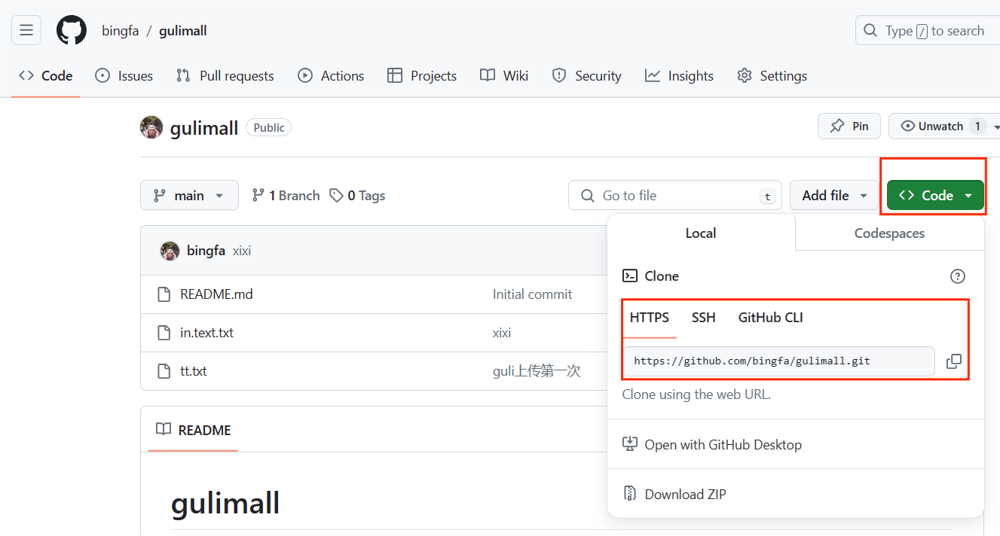 bingfa / gulimall
Type / to search
Code Issues Pull requests Actions Projects Wiki Security Insights Settings
gulimall Public
Pin
Unwatch 1
main
1 Branch
0 Tags
Go to file t
Add file
Code
Local
Codespaces
bingfa xixi
Clone
README.md Initial commit
HTTPS SSH GitHub CLI
in.text.txt xixi
https://github.com/bingfa/gulimall.git
tt.txt guli上传第一次
Clone using the web URL.
README
Open with GitHub Desktop
gulimall
Download ZIP